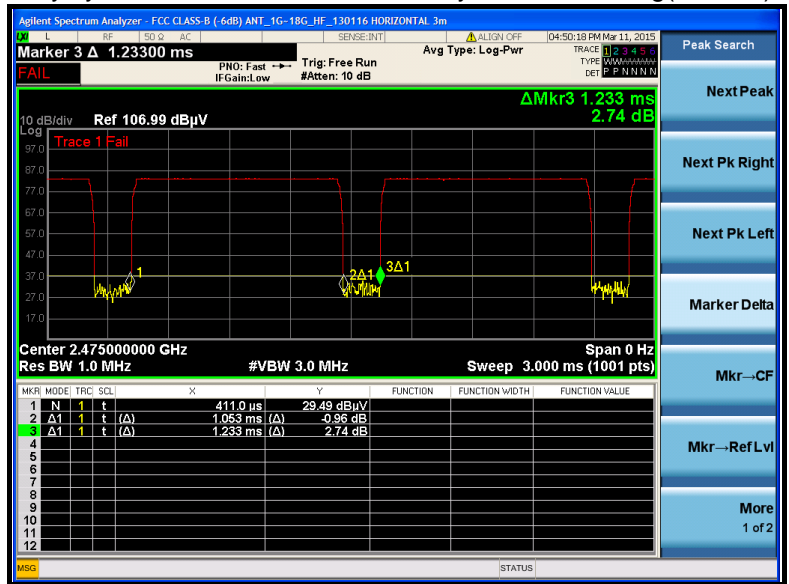 Agilent Spectrum Analyzer - FCC CLASS-B (-6dB) ANT_1G~18G_HF_130116 HORIZONTAL 3m
LXI L RF 50 Ω AC SENSE:INT ALIGN OFF 04:50:18 PM Mar 11, 2015
Marker 3 Δ 1.23300 ms
PNO: Fast
IFGain:Low
Trig: Free Run
#Atten: 10 dB
Avg Type: Log-Pwr
TRACE 1 2 3 4 5 6
TYPE
DET P P N N N N
FAIL
ΔMkr3 1.233 ms
2.74 dB
10 dB/div Ref 106.99 dBµV
Log
Trace 1 Fail
97.0
87.0
77.0
67.0
57.0
47.0
37.0
27.0
17.0
1
2Δ1
3Δ1
Center 2.475000000 GHz Span 0 Hz
Res BW 1.0 MHz #VBW 3.0 MHz Sweep 3.000 ms (1001 pts)
MKR MODE TRC SCL X Y FUNCTION FUNCTION WIDTH FUNCTION VALUE
1 N 1 t 411.0 µs 29.49 dBµV
2 Δ1 1 t (Δ) 1.053 ms (Δ) -0.96 dB
3 Δ1 1 t (Δ) 1.233 ms (Δ) 2.74 dB
4
5
6
7
8
9
10
11
12
MSG STATUS
Peak Search
Next Peak
Next Pk Right
Next Pk Left
Marker Delta
Mkr→CF
Mkr→Ref Lvl
More
1 of 2